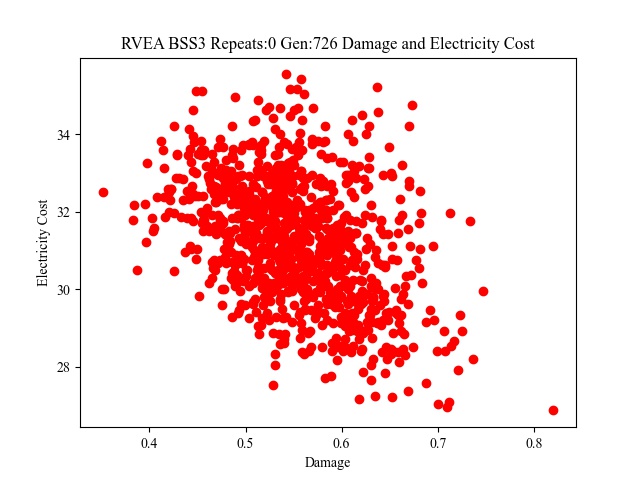 RVEA BSS3 Repeats:0 Gen:726 Damage and Electricity Cost
34
32
30
28
Electricity Cost
0.4 0.5 0.6 0.7 0.8
Damage